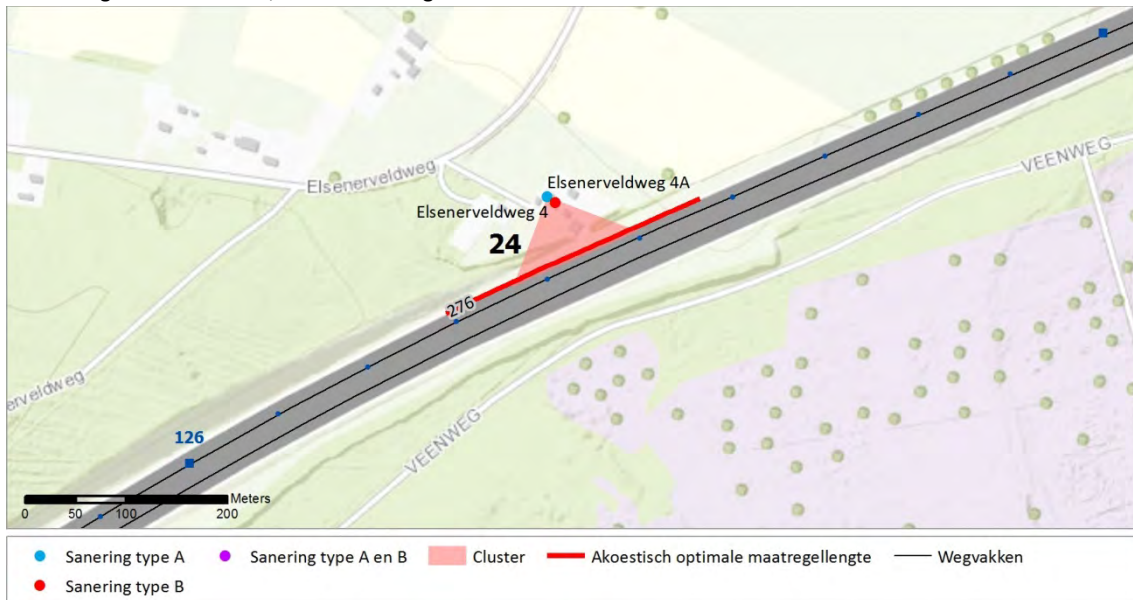 Elsenerveldweg
Elsenerveldweg 4A
Elsenerveldweg 4
24
276
VEENWEG
VEENWEG
erveldweg
126
Meters
0 50 100 200
Sanering type A
Sanering type A en B
Cluster
Akoestisch optimale maatregellengte
Wegvakken
Sanering type B